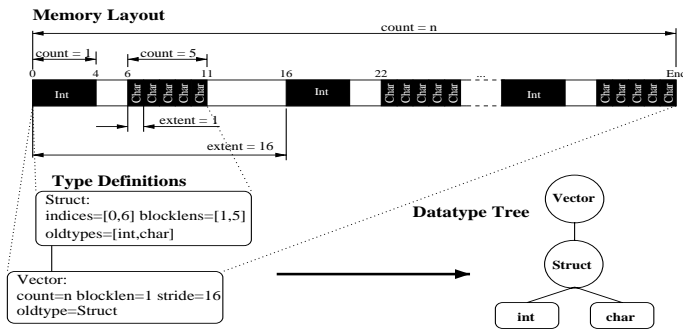 Memory Layout
count = n
count = 1
count = 5
0
4
6
11
16
22
...
End
Int
Char
Char
Char
Char
Char
Int
Char
Char
Char
Char
Char
Int
Char
Char
Char
Char
Char
extent = 1
extent = 16
Type Definitions
Struct:
indices=[0,6] blocklens=[1,5]
oldtypes=[int,char]
Vector:
count=n blocklen=1 stride=16
oldtype=Struct
Datatype Tree
Vector
Struct
int
char